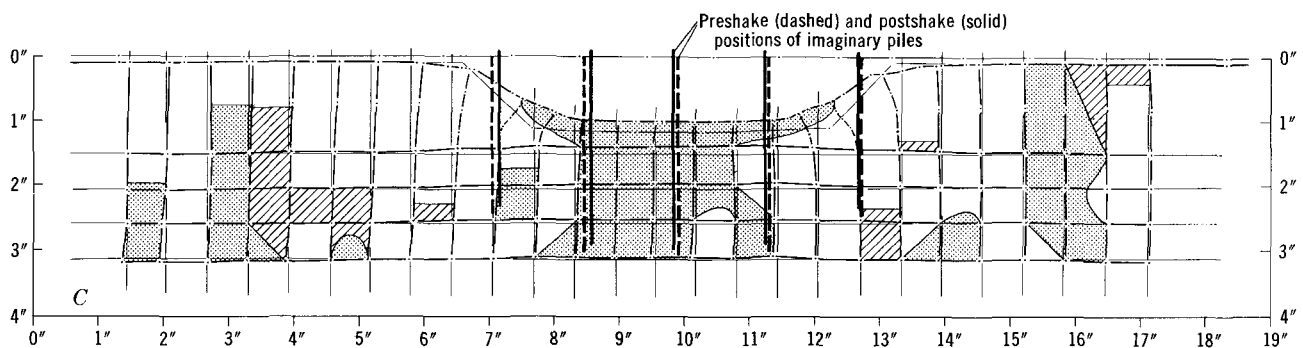 Preshake (dashed) and postshake (solid)
positions of imaginary piles
0″ 0″
1″ 1″
2″ 2″
3″ 3″
C
4″ 4″
0″ 1″ 2″ 3″ 4″ 5″ 6″ 7″ 8″ 9″ 10″ 11″ 12″ 13″ 14″ 15″ 16″ 17″ 18″ 19″